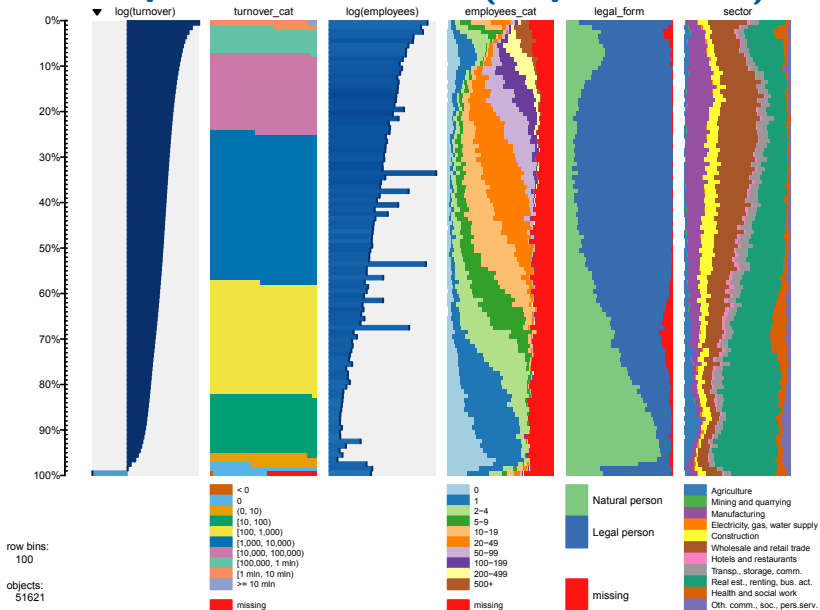 log(turnover) turnover_cat log(employees) employees_cat legal_form sector
0%
10%
20%
30%
40%
50%
60%
70%
80%
90%
100%
row bins:
100
objects:
51621
< 0
0
(0, 10)
[10, 100)
[100, 1,000)
[1,000, 10,000)
[10,000, 100,000)
[100,000, 1 mln)
[1 mln, 10 mln)
>= 10 mln
missing
0
1
2−4
5−9
10−19
20−49
50−99
100−199
200−499
500+
missing
Natural person
Legal person
missing
Agriculture
Mining and quarrying
Manufacturing
Electricity, gas, water supply
Construction
Wholesale and retail trade
Hotels and restaurants
Transp., storage, comm.
Real est., renting, bus. act.
Health and social work
Oth. comm., soc., pers.serv.